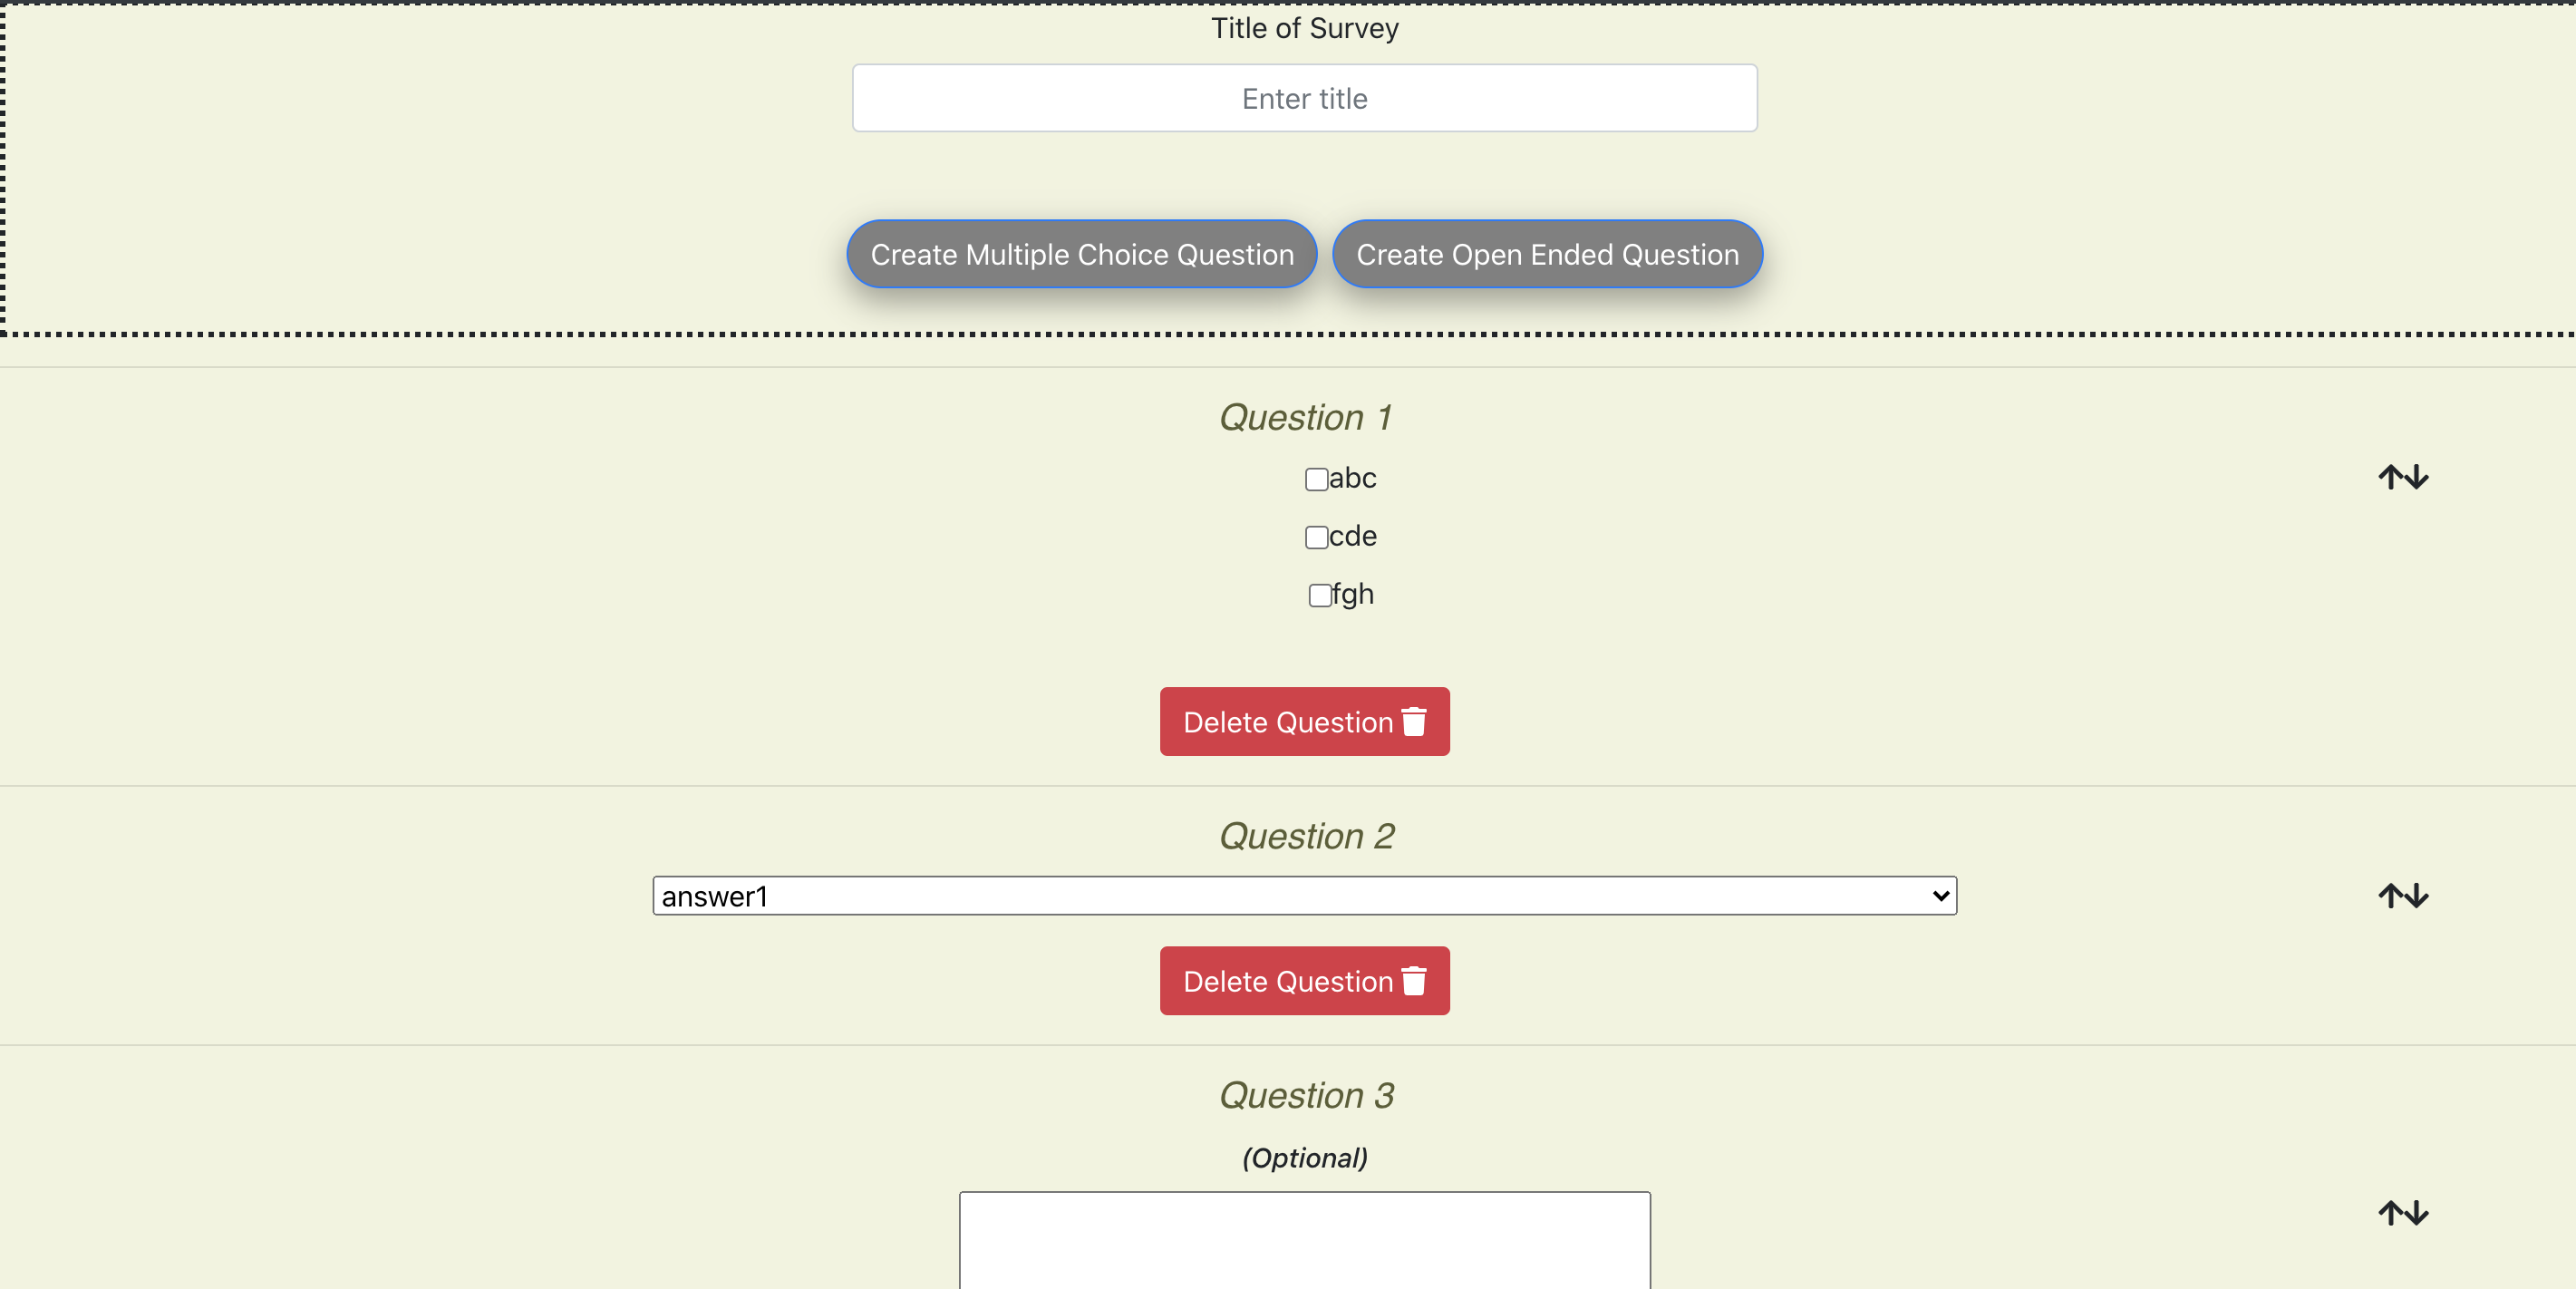 Title of Survey
Enter title
Create Multiple Choice Question Create Open Ended Question
Question 1
abc
cde
fgh
Delete Question
Question 2
answer1
Delete Question
Question 3
(Optional)